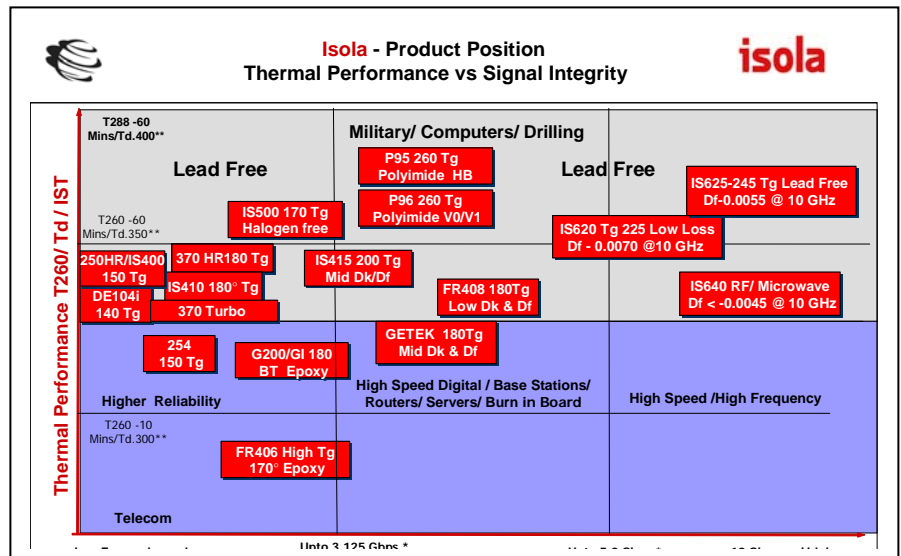 Isola - Product Position
Thermal Performance vs Signal Integrity
isola
Thermal Performance T260/ Td / IST
T288 -60
Mins/Td.400**
Military/ Computers/ Drilling
Lead Free
P95 260 Tg
Polyimide HB
Lead Free
IS625-245 Tg Lead Free
Df-0.0055 @ 10 GHz
P96 260 Tg
Polyimide V0/V1
IS500 170 Tg
Halogen free
T260 -60
Mins/Td.350**
IS620 Tg 225 Low Loss
Df - 0.0070 @10 GHz
250HR/IS400
150 Tg
370 HR180 Tg
IS415 200 Tg
Mid Dk/Df
IS410 180° Tg
FR408 180Tg
Low Dk & Df
IS640 RF/ Microwave
Df < -0.0045 @ 10 GHz
DE104i
140 Tg
370 Turbo
GETEK 180Tg
Mid Dk & Df
254
150 Tg
G200/GI 180
BT Epoxy
Higher Reliability
High Speed Digital / Base Stations/
Routers/ Servers/ Burn in Board
High Speed /High Frequency
T260 -10
Mins/Td.300**
FR406 High Tg
170° Epoxy
Telecom
Upto 3.125 Gbps *